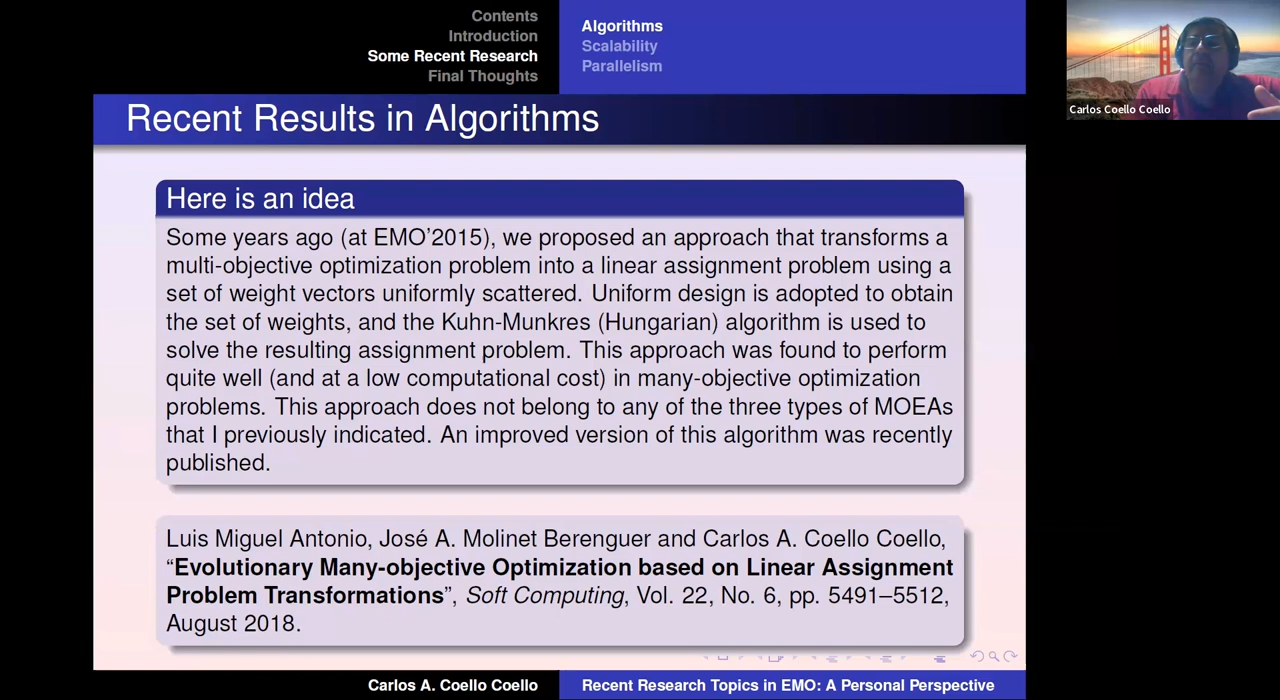 Contents
Introduction
Some Recent Research
Final Thoughts
Algorithms
Scalability
Parallelism
Carlos Coello Coello
Recent Results in Algorithms
Here is an idea
Some years ago (at EMO'2015), we proposed an approach that transforms a
multi-objective optimization problem into a linear assignment problem using a
set of weight vectors uniformly scattered. Uniform design is adopted to obtain
the set of weights, and the Kuhn-Munkres (Hungarian) algorithm is used to
solve the resulting assignment problem. This approach was found to perform
quite well (and at a low computational cost) in many-objective optimization
problems. This approach does not belong to any of the three types of MOEAs
that I previously indicated. An improved version of this algorithm was recently
published.
Luis Miguel Antonio, José A. Molinet Berenguer and Carlos A. Coello Coello,
“Evolutionary Many-objective Optimization based on Linear Assignment
Problem Transformations”, Soft Computing, Vol. 22, No. 6, pp. 5491–5512,
August 2018.
Carlos A. Coello Coello
Recent Research Topics in EMO: A Personal Perspective